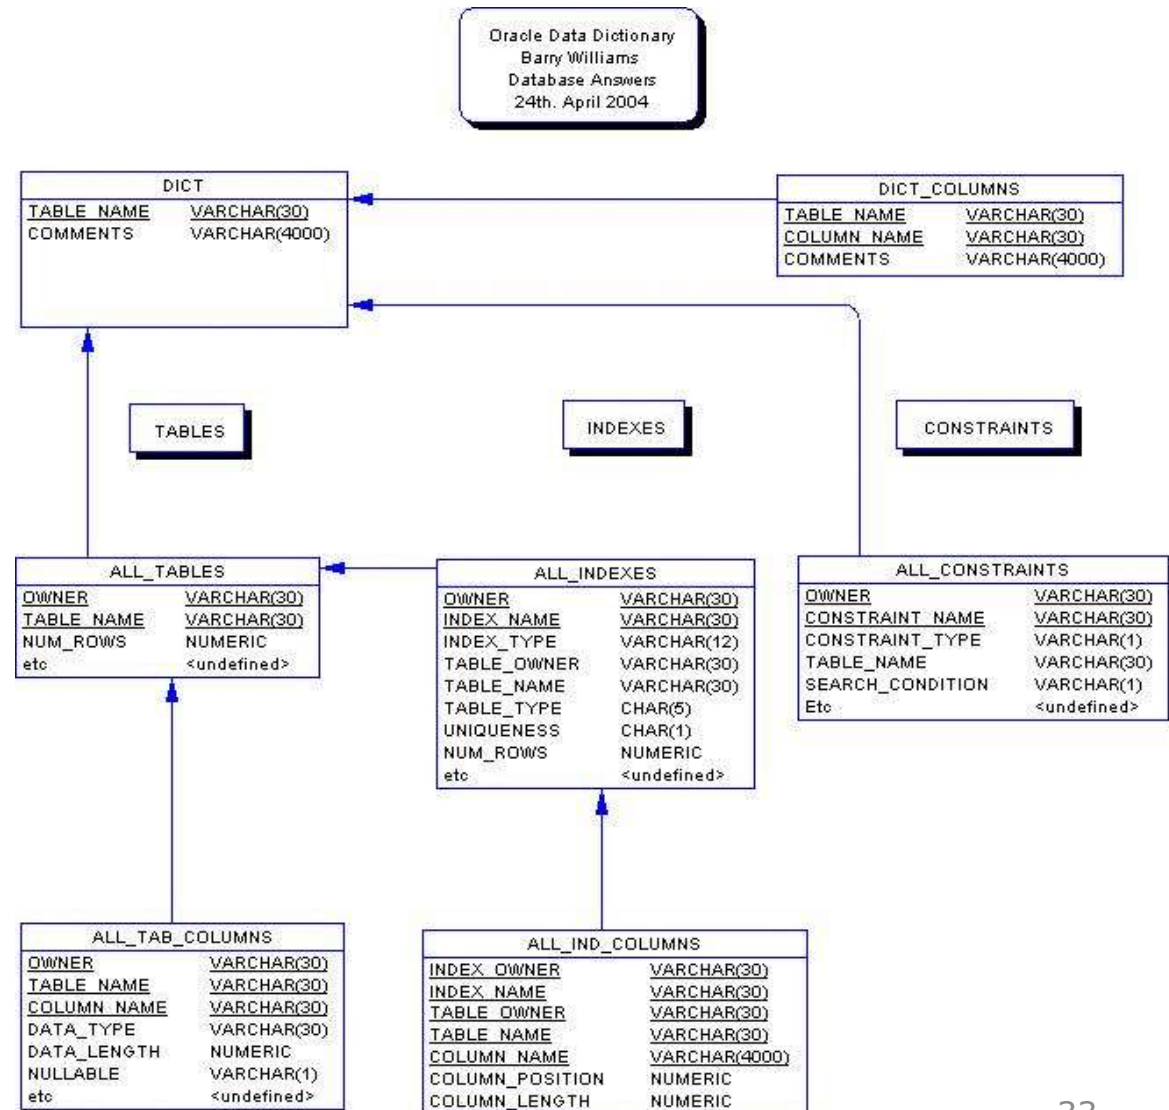 Oracle Data Dictionary
Barry Williams
Database Answers
24th. April 2004
DICT
TABLE_NAME VARCHAR(30)
COMMENTS VARCHAR(4000)
DICT_COLUMNS
TABLE_NAME VARCHAR(30)
COLUMN_NAME VARCHAR(30)
COMMENTS VARCHAR(4000)
TABLES
INDEXES
CONSTRAINTS
ALL_TABLES
OWNER VARCHAR(30)
TABLE_NAME VARCHAR(30)
NUM_ROWS NUMERIC
etc <undefined>
ALL_INDEXES
OWNER VARCHAR(30)
INDEX_NAME VARCHAR(30)
INDEX_TYPE VARCHAR(12)
TABLE_OWNER VARCHAR(30)
TABLE_NAME VARCHAR(30)
TABLE_TYPE CHAR(5)
UNIQUENESS CHAR(1)
NUM_ROWS NUMERIC
etc <undefined>
ALL_CONSTRAINTS
OWNER VARCHAR(30)
CONSTRAINT_NAME VARCHAR(30)
CONSTRAINT_TYPE VARCHAR(1)
TABLE_NAME VARCHAR(30)
SEARCH_CONDITION VARCHAR(1)
Etc <undefined>
ALL_TAB_COLUMNS
OWNER VARCHAR(30)
TABLE_NAME VARCHAR(30)
COLUMN_NAME VARCHAR(30)
DATA_TYPE VARCHAR(30)
DATA_LENGTH NUMERIC
NULLABLE VARCHAR(1)
etc <undefined>
ALL_IND_COLUMNS
INDEX_OWNER VARCHAR(30)
INDEX_NAME VARCHAR(30)
TABLE_OWNER VARCHAR(30)
TABLE_NAME VARCHAR(30)
COLUMN_NAME VARCHAR(4000)
COLUMN_POSITION NUMERIC
COLUMN_LENGTH NUMERIC